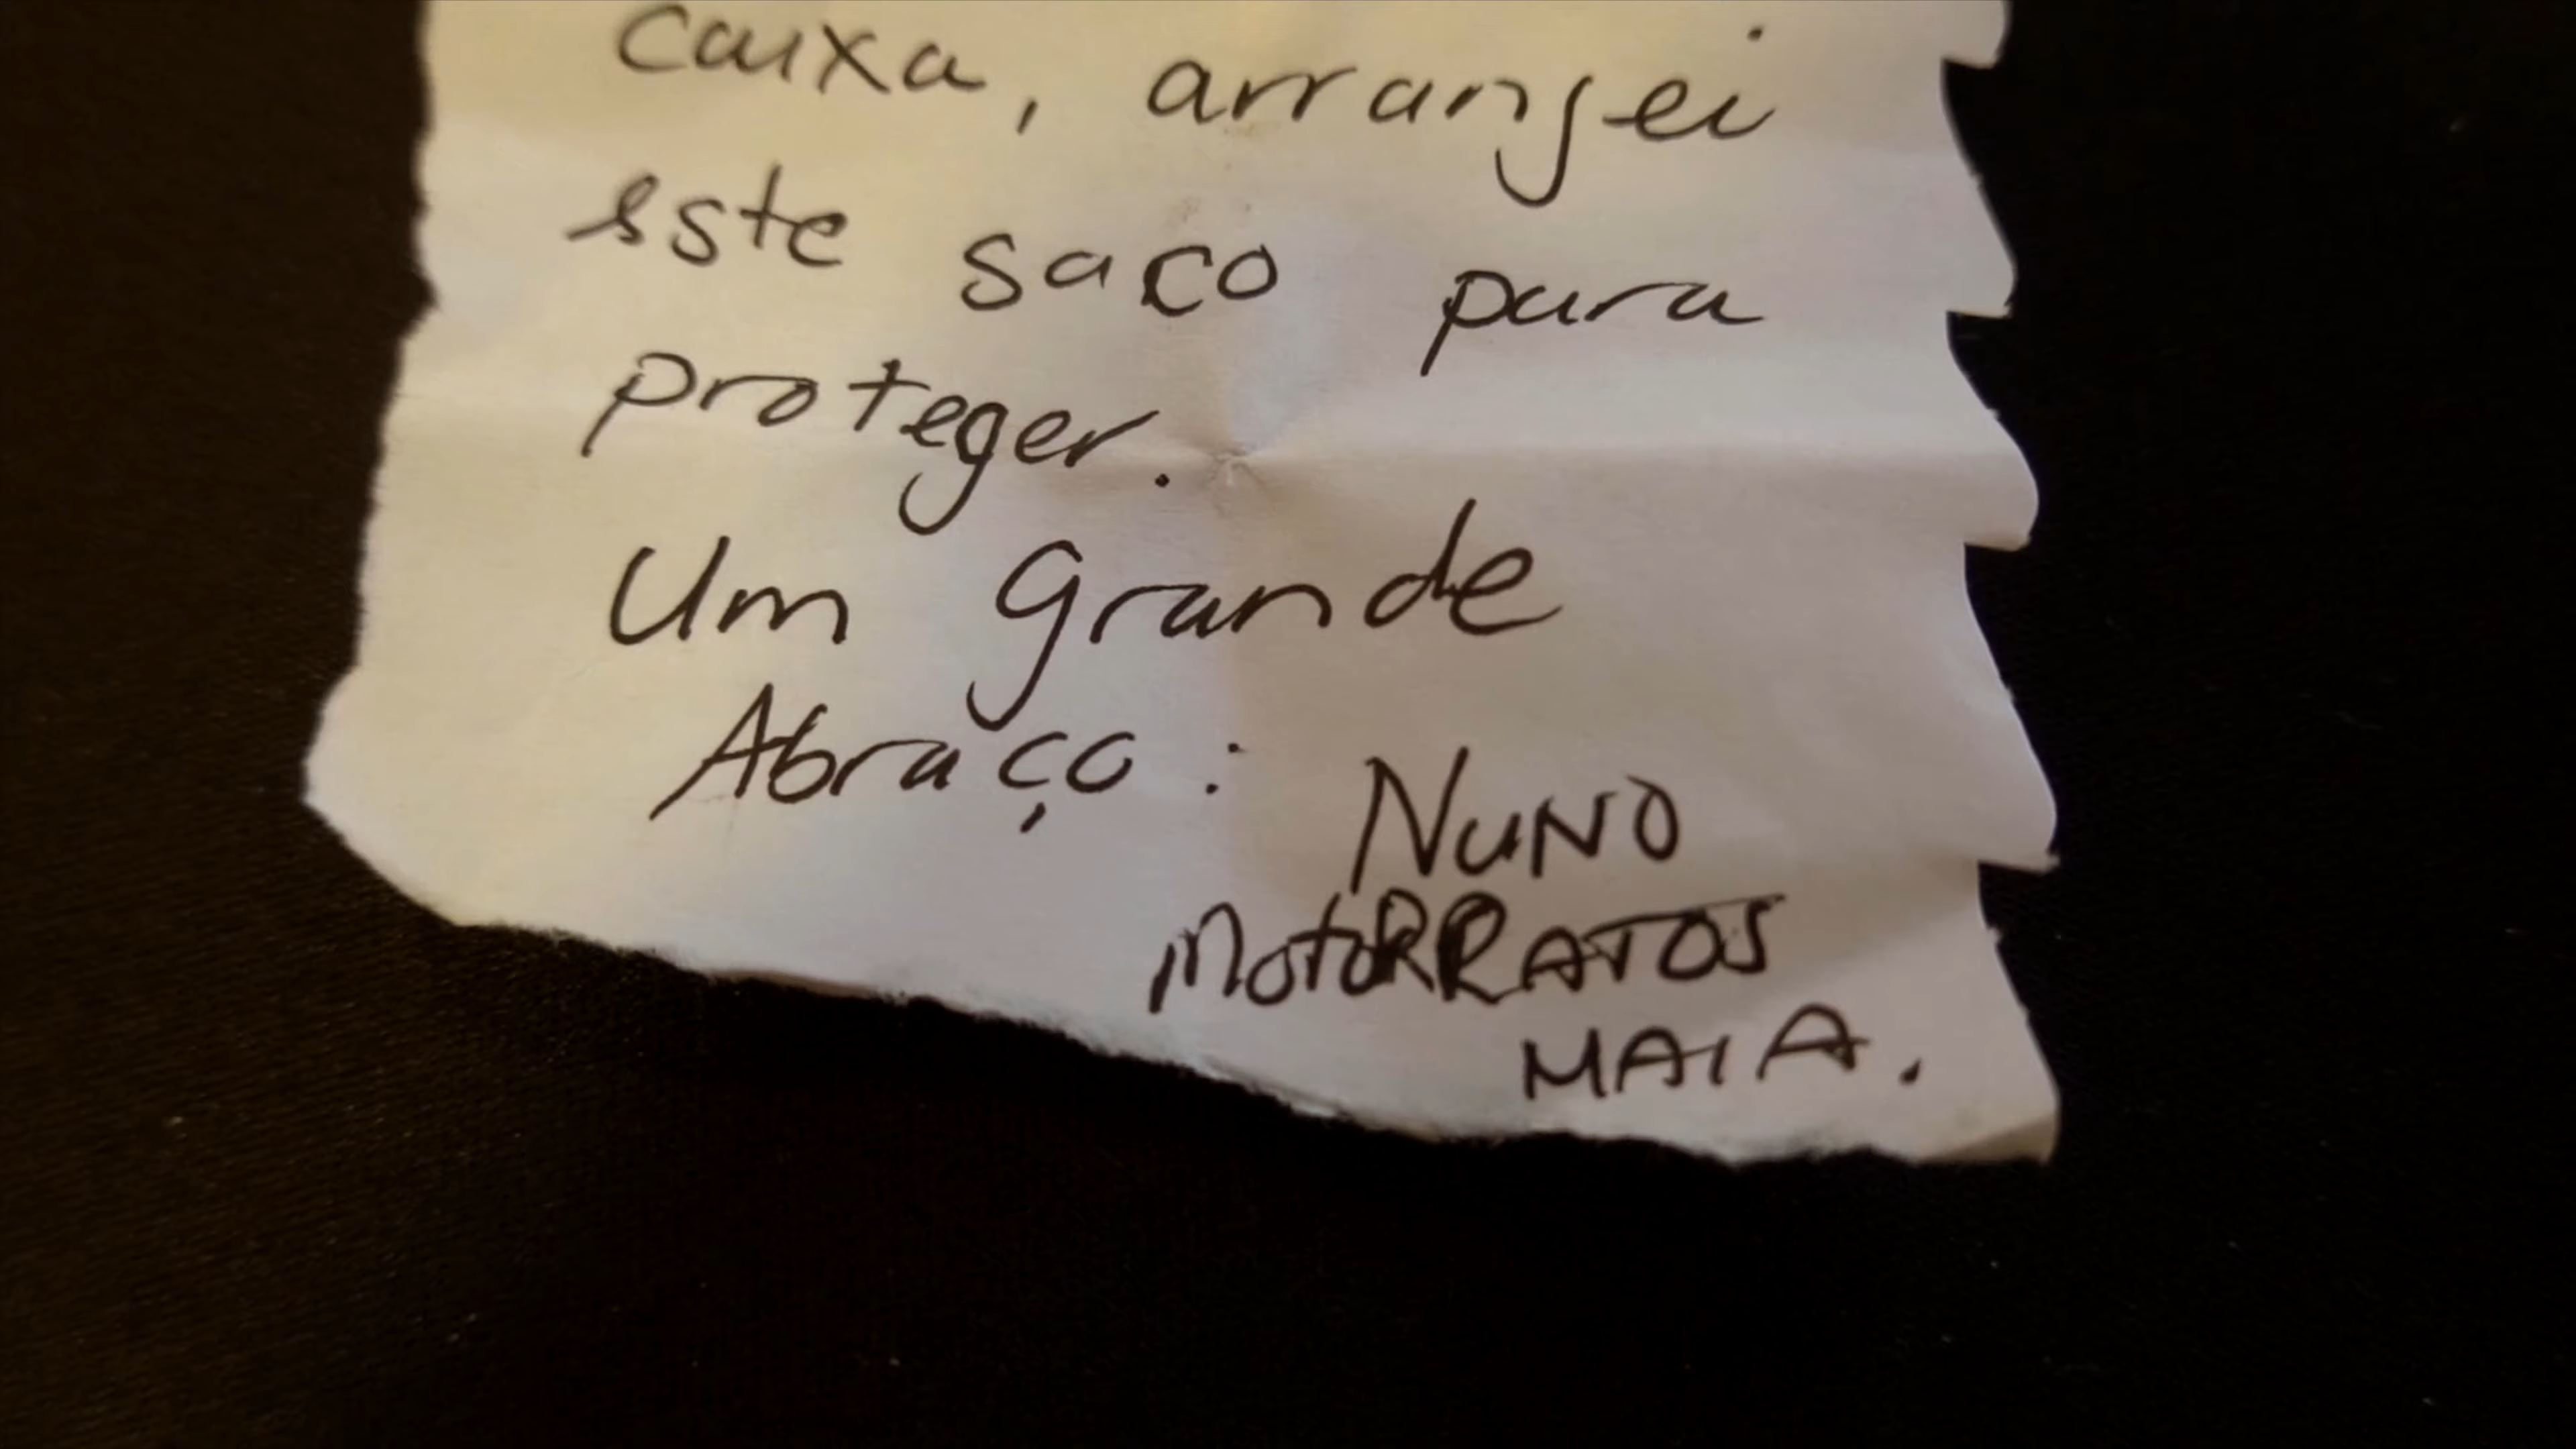 caixa, arranjei
este saco para
proteger.
Um grande
Abraço:
NUNO
MOTORRATOS
MAIA.